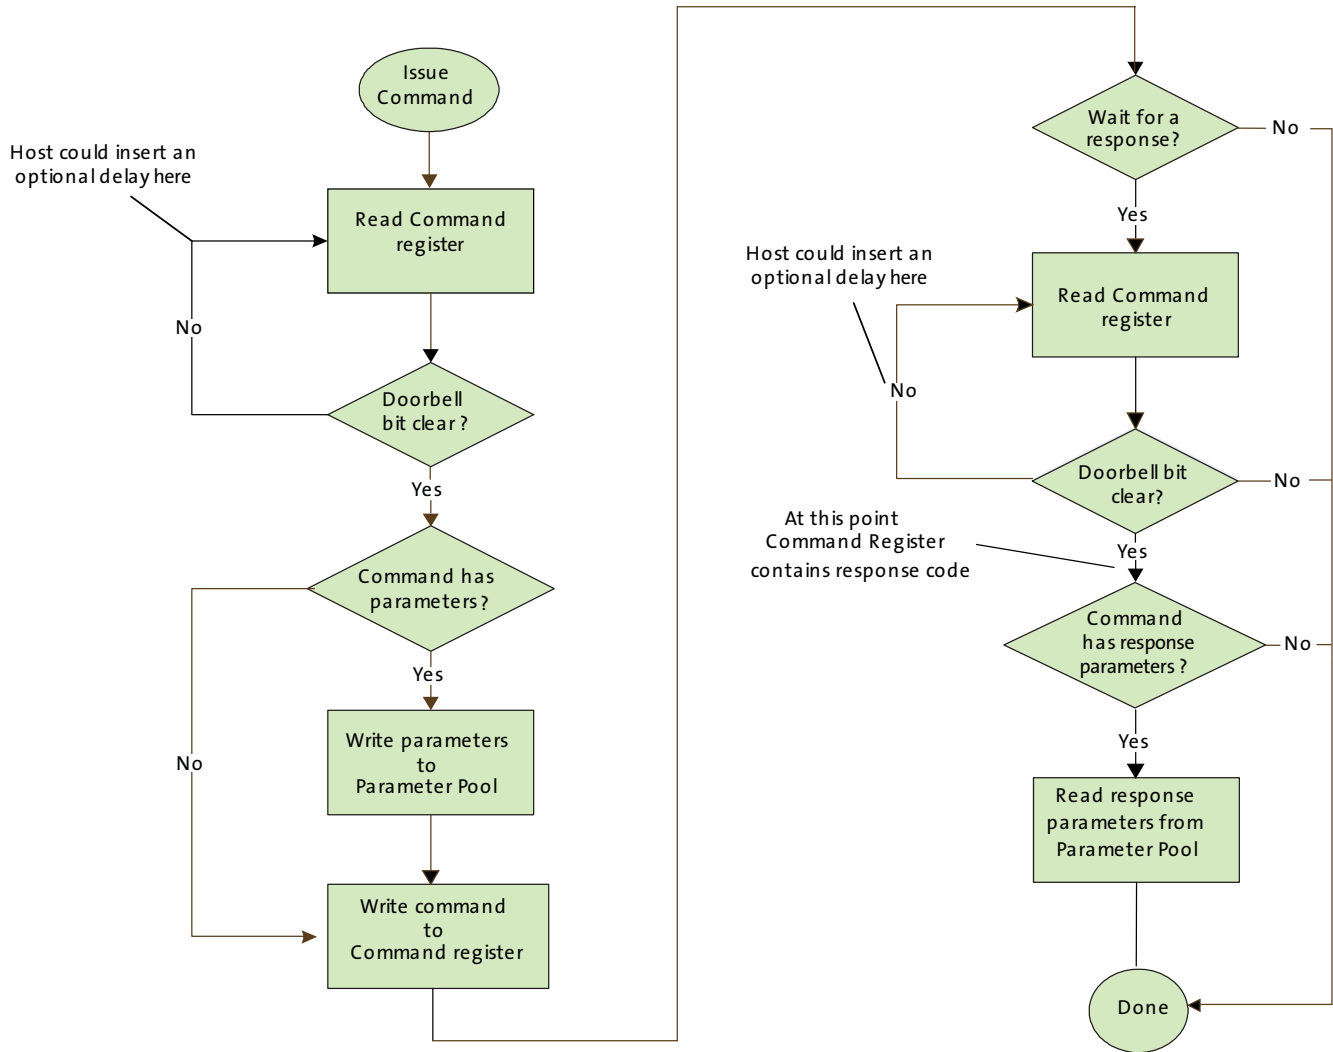 Issue
Command
Host could insert an
optional delay here
Read Command
register
No
Doorbell
bit clear ?
Yes
Command has
parameters?
Yes
Write parameters
to
Parameter Pool
No
Write command
to
Command register
Wait for a
response?
No
Yes
Host could insert an
optional delay here
Read Command
register
No
Doorbell bit
clear?
No
At this point
Command Register
contains response code
Yes
Command
has response
parameters ?
No
Yes
Read response
parameters from
Parameter Pool
Done